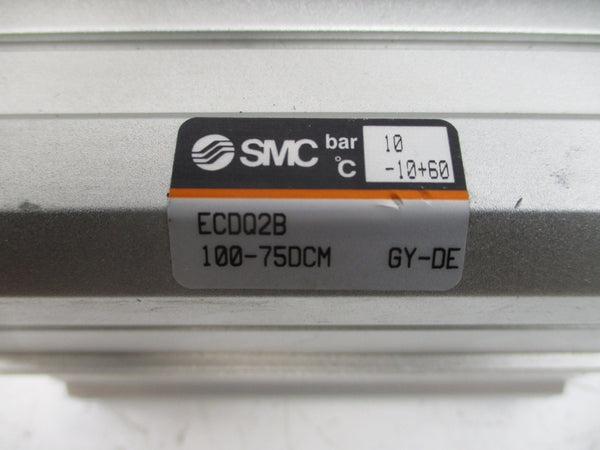 SMC bar 10
°C -10+60
ECDQ2B
100-75DCM GY-DE